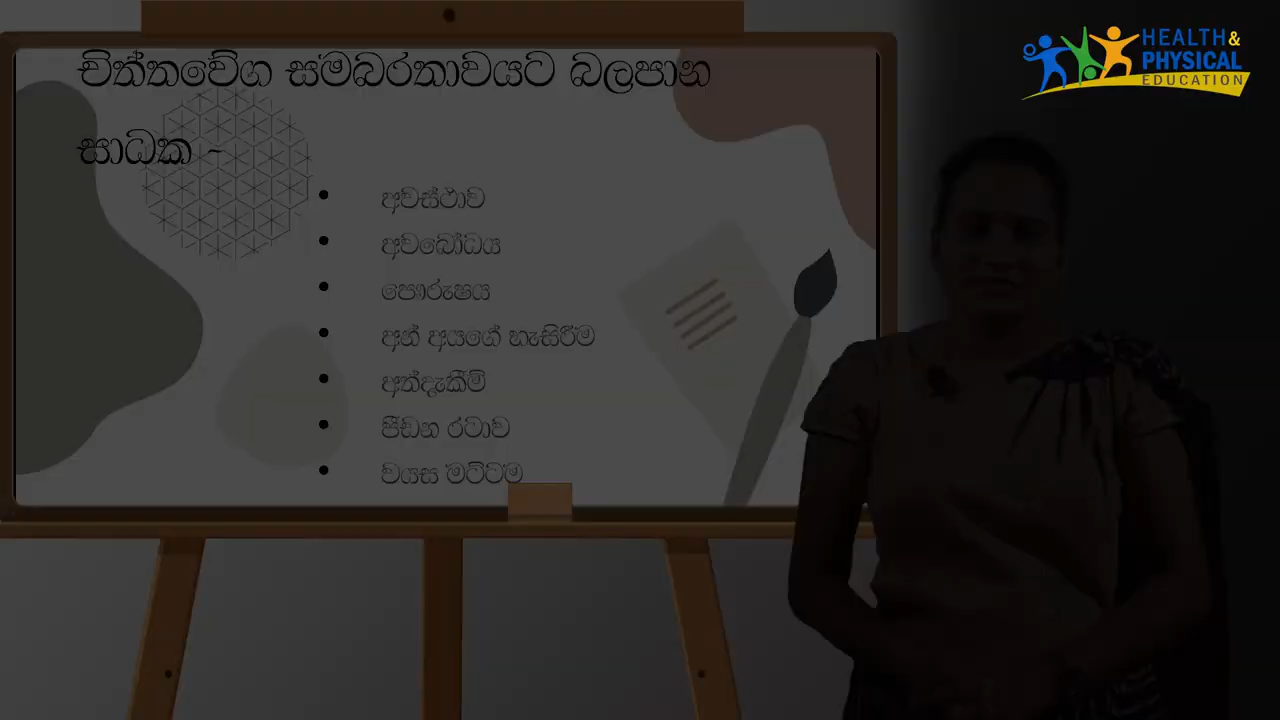 චිත්තවේග සමබරතාවයට බලපාන
සාධක -
• අවස්ථාව
• අවබෝධය
• පෞරුෂය
• අන් අයගේ හැසිරීම
• අත්දැකීම්
• පීඩන රටාව
• වයස මට්ටම
HEALTH &
PHYSICAL
EDUCATION